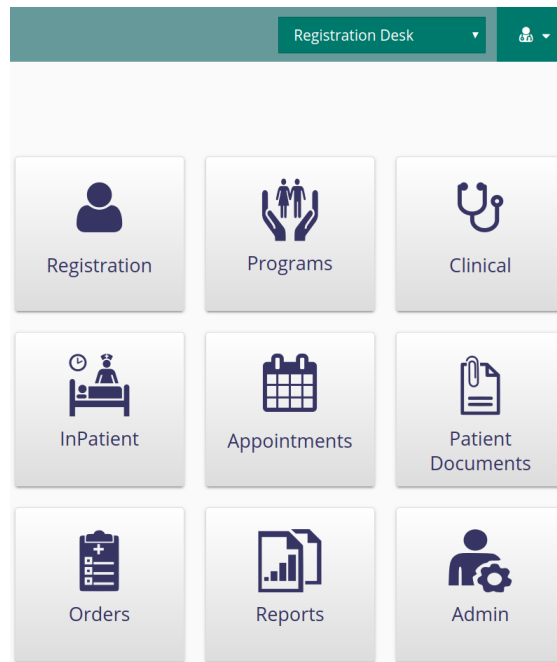 Registration Desk
Registration
Programs
Clinical
InPatient
Appointments
Patient
Documents
Orders
Reports
Admin